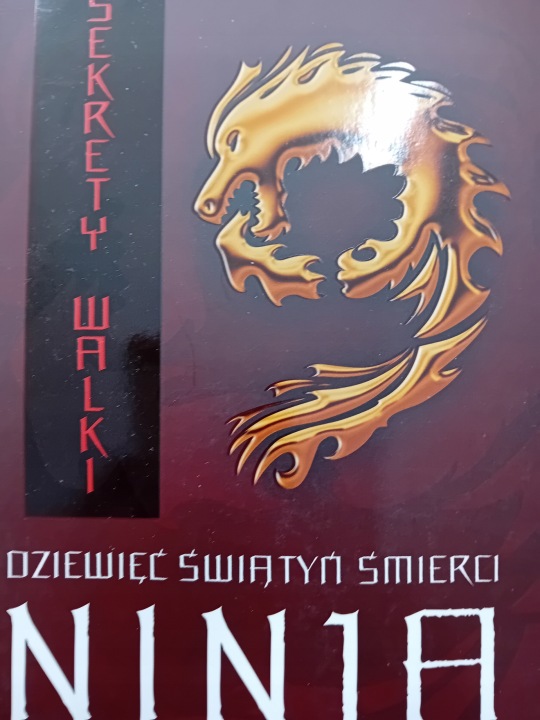 SEKRETY WALKI
DZIEWIĘĆ ŚWIĄTYŃ ŚMIERCI
NINJA